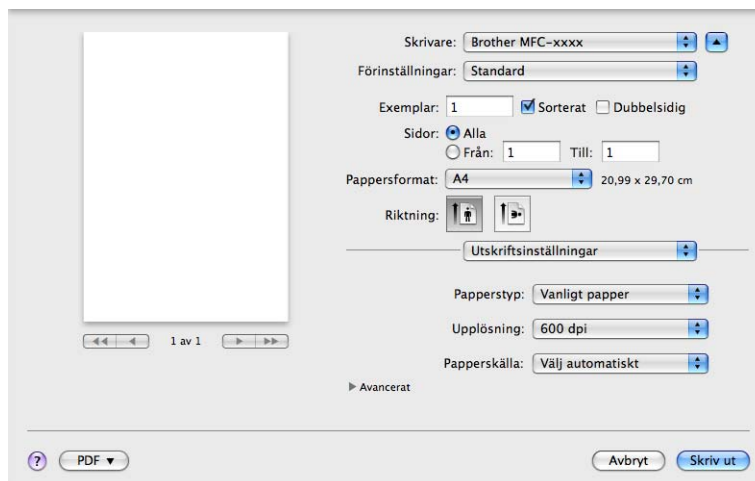 Skrivare: Brother MFC-xxxx
Förinställningar: Standard
Exemplar: 1 Sorterat Dubbelsidig
Sidor: Alla
Från: 1 Till: 1
Pappersformat: A4 20,99 x 29,70 cm
Riktning:
Utskriftsinställningar
Papperstyp: Vanligt papper
Upplösning: 600 dpi
Papperskälla: Välj automatiskt
Avancerat
1 av 1
? PDF Avbryt Skriv ut